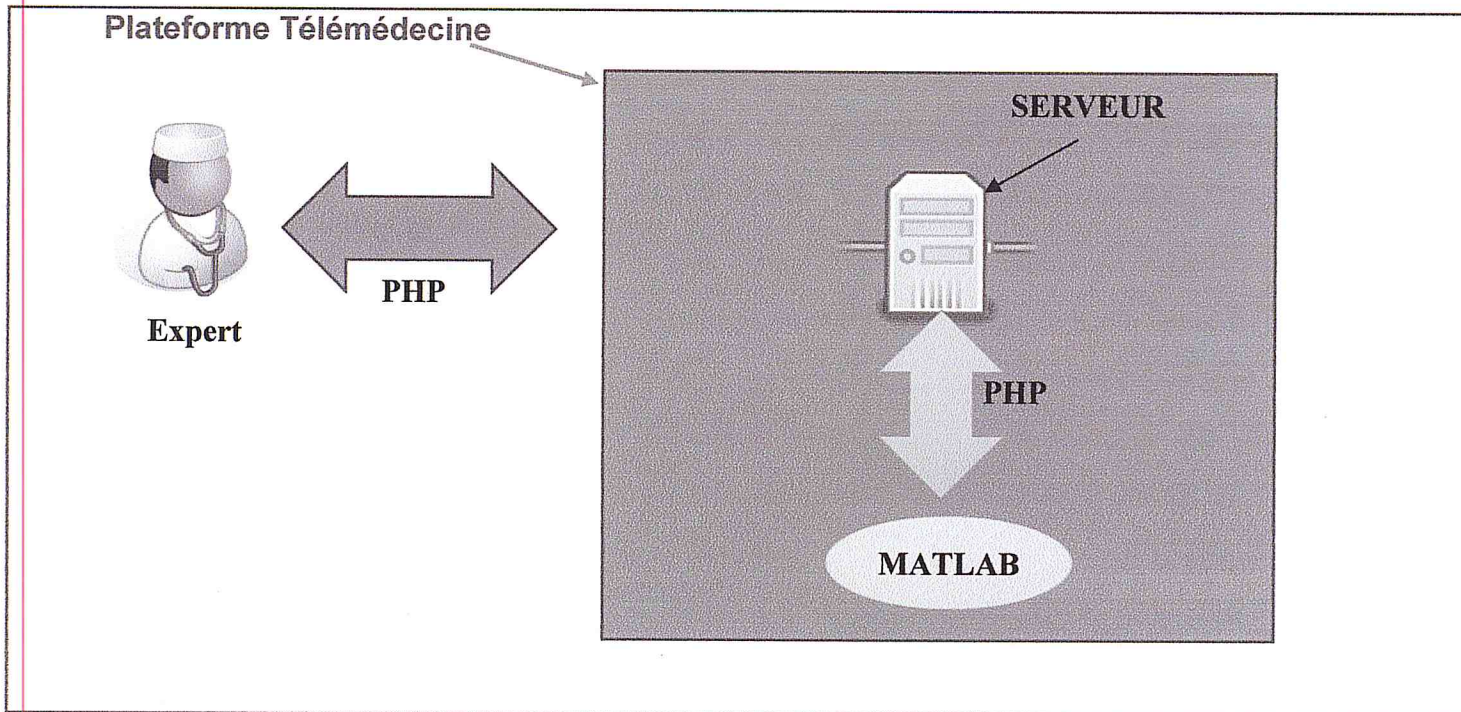 Plateforme Télémédecine
SERVEUR
PHP
Expert
PHP
MATLAB